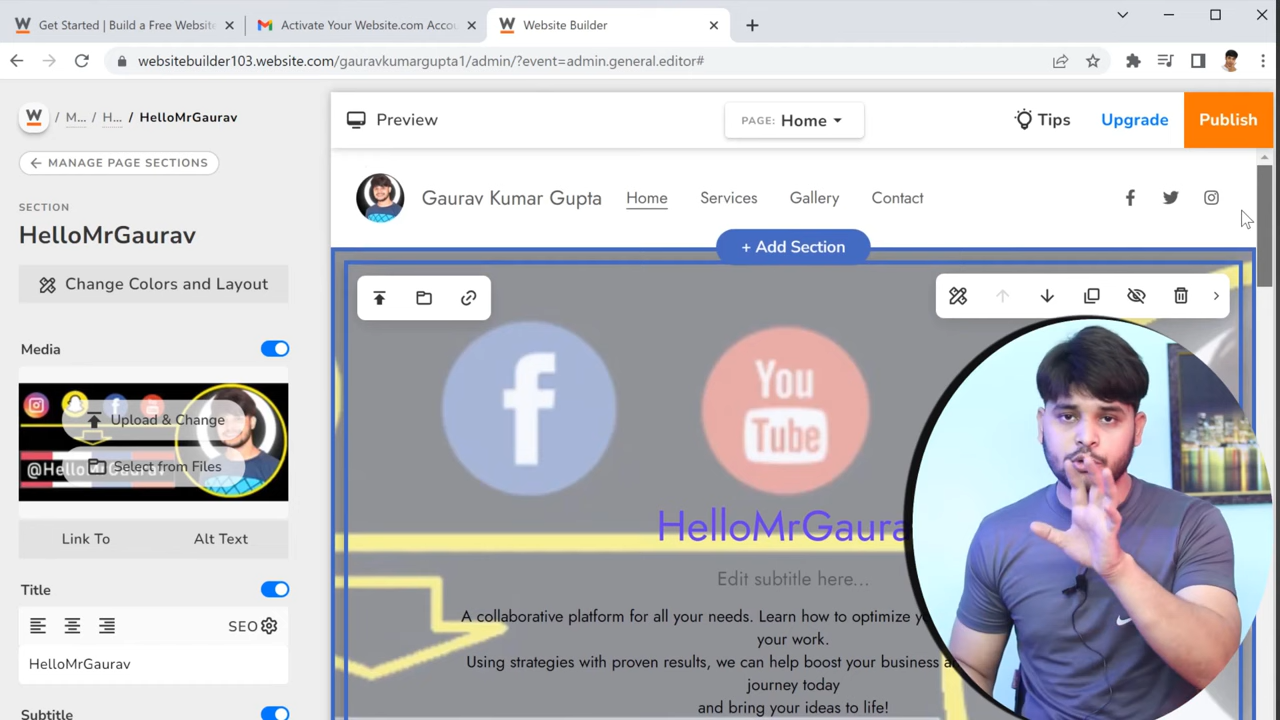 Get Started | Build a Free Websit
Activate Your Website.com Accou
Website Builder
websitebuilder103.website.com/gauravkumargupta1/admin/?event=admin.general.editor#
W / M... / H... / HelloMrGaurav
MANAGE PAGE SECTIONS
SECTION
HelloMrGaurav
Change Colors and Layout
Media
Upload & Change
Select from Files
Link To
Alt Text
Title
SEO
HelloMrGaurav
Subtitle
Preview
PAGE: Home
Tips
Upgrade
Publish
Gaurav Kumar Gupta
Home
Services
Gallery
Contact
+ Add Section
f
You
Tube
HelloMrGaura
Edit subtitle here...
A collaborative platform for all your needs. Learn how to optimize y
your work.
Using strategies with proven results, we can help boost your business a
journey today
and bring your ideas to life!